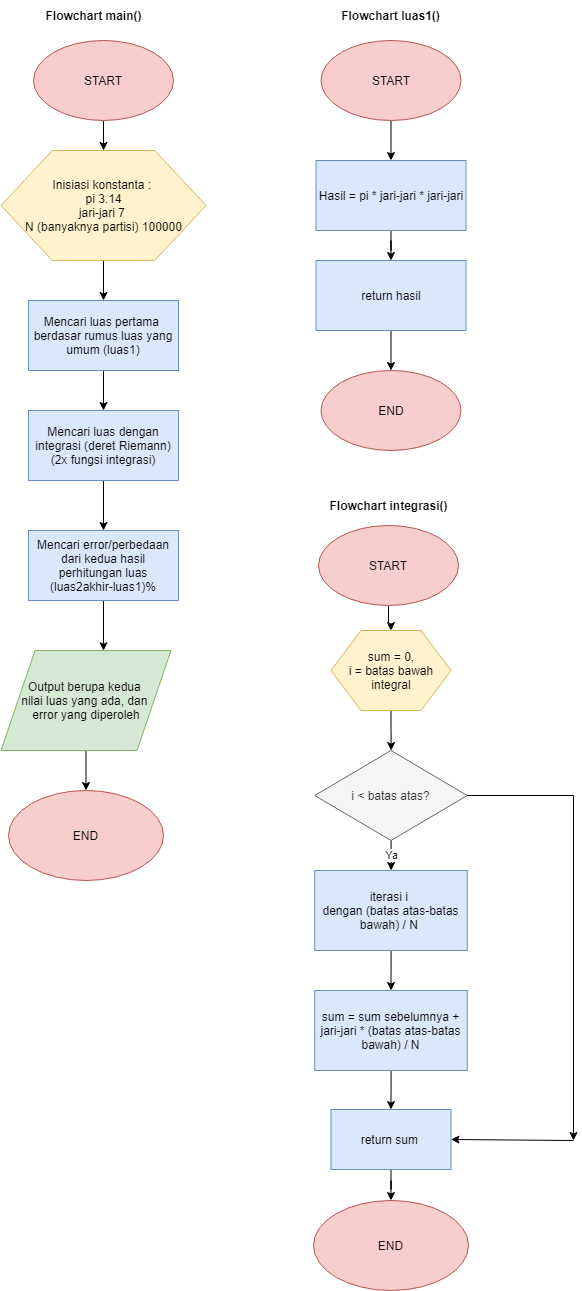 Flowchart main()
START
Inisiasi konstanta :
pi 3.14
jari-jari 7
N (banyaknya partisi) 100000
Mencari luas pertama
berdasar rumus luas yang
umum (luas1)
Mencari luas dengan
integrasi (deret Riemann)
(2x fungsi integrasi)
Mencari error/perbedaan
dari kedua hasil
perhitungan luas
(luas2akhir-luas1)%
Output berupa kedua
nilai luas yang ada, dan
error yang diperoleh
END
Flowchart luas1()
START
Hasil = pi * jari-jari * jari-jari
return hasil
END
Flowchart integrasi()
START
sum = 0,
i = batas bawah
integral
i < batas atas?
Ya
iterasi i
dengan (batas atas-batas
bawah) / N
sum = sum sebelumnya +
jari-jari * (batas atas-batas
bawah) / N
return sum
END